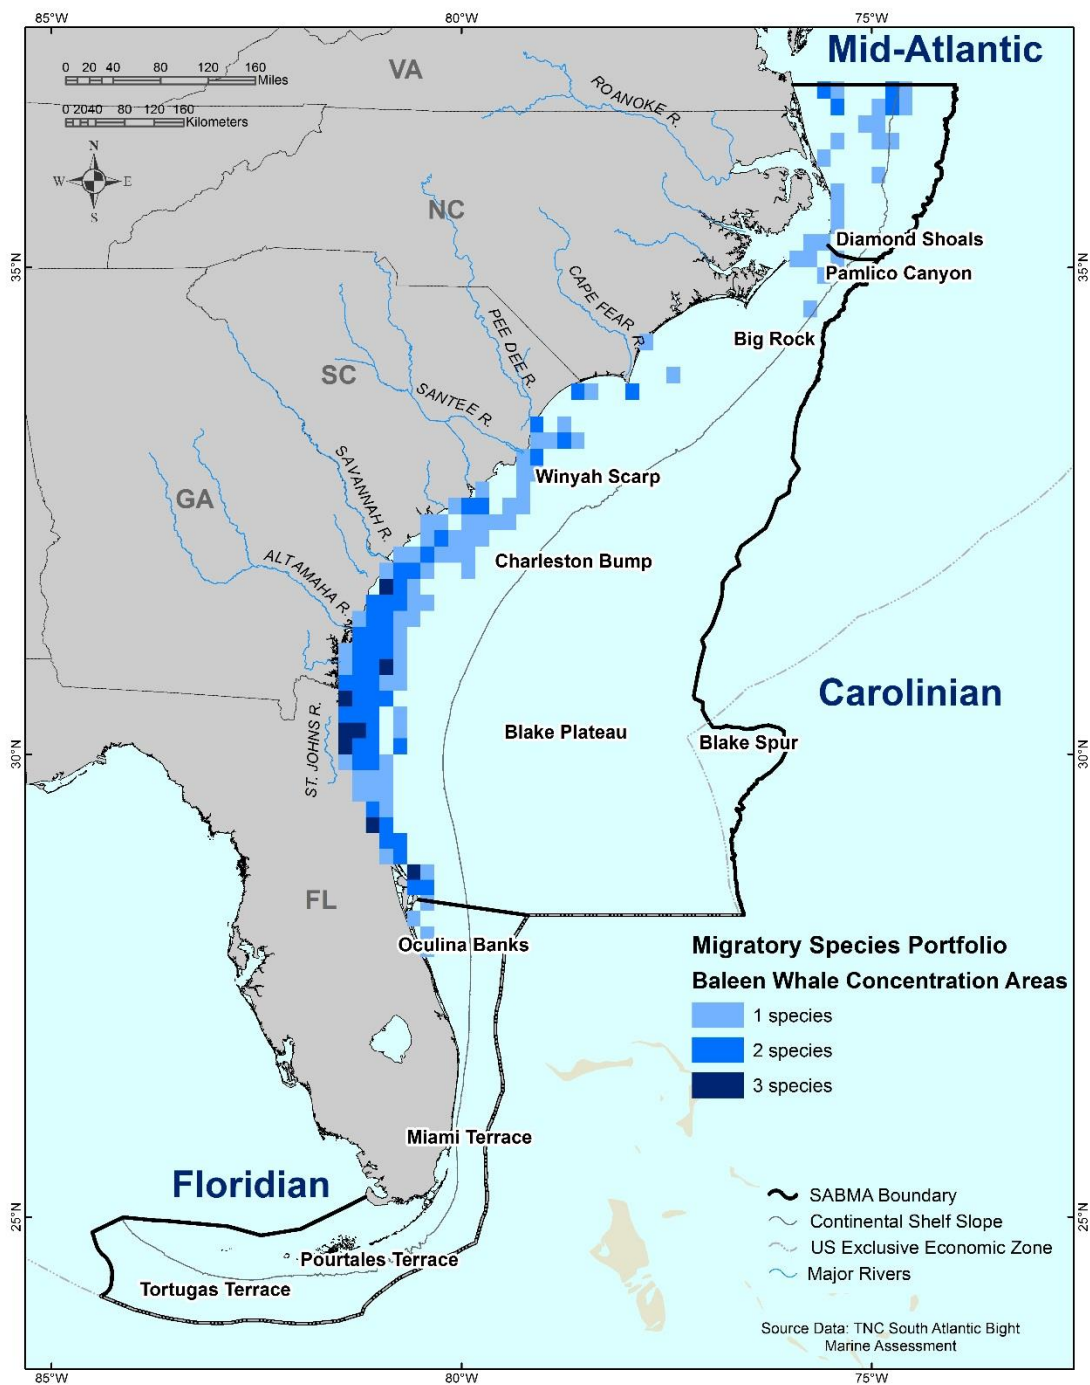 85°W
80°W
75°W
Mid-Atlantic
0 20 40 80 120 160
Miles
0 20 40 80 120 160
Kilometers
N
W
E
S
VA
ROANOKE R.
NC
Diamond Shoals
35°N
35°N
Pamlico Canyon
CAPE FEAR R.
PEE DEE R.
Big Rock
SC
SANTEE R.
SAVANNAH R.
Winyah Scarp
GA
Charleston Bump
ALTAMAHA R.
Carolinian
ST. JOHNS R.
Blake Plateau
Blake Spur
30°N
30°N
FL
Oculina Banks
Migratory Species Portfolio
Baleen Whale Concentration Areas
1 species
2 species
3 species
Miami Terrace
Floridian
SABMA Boundary
25°N
25°N
Continental Shelf Slope
US Exclusive Economic Zone
Pourtales Terrace
Major Rivers
Tortugas Terrace
Source Data: TNC South Atlantic Bight
Marine Assessment
85°W
80°W
75°W